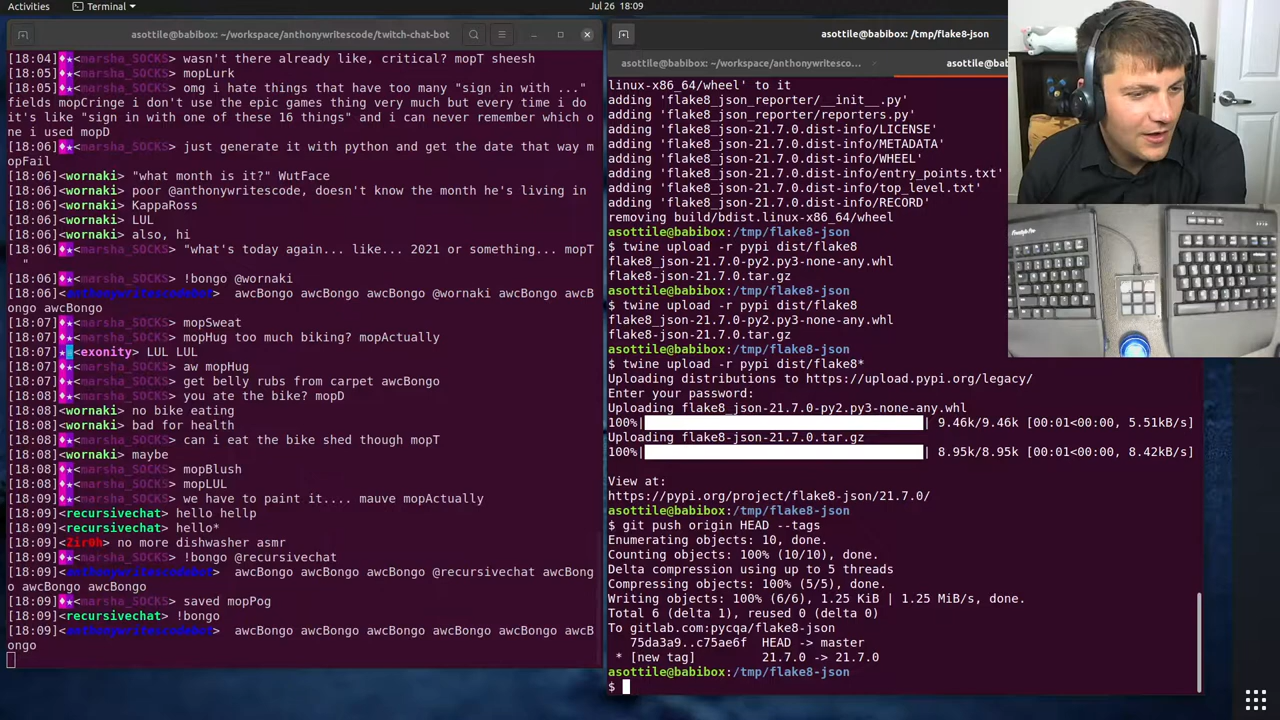 Activities
Terminal
Jul 26 18:09
asottile@babibox: ~/workspace/anthonywritescode/twitch-chat-bot
[18:04]<marsha_SOCKS> wasn't there already like, critical? mopT sheesh
[18:05]<marsha_SOCKS> mopLurk
[18:05]<marsha_SOCKS> omg i hate things that have too many "sign in with ..."
fields mopCringe i don't use the epic games thing very much but every time i do
it's like "sign in with one of these 16 things" and i can never remember which o
ne i used mopD
[18:06]<marsha_SOCKS> just generate it with python and get the date that way m
opFail
[18:06]<wornaki> "what month is it?" WutFace
[18:06]<wornaki> poor @anthonywritescode, doesn't know the month he's living in
[18:06]<wornaki> KappaRoss
[18:06]<wornaki> LUL
[18:06]<wornaki> also, hi
[18:06]<marsha_SOCKS> "what's today again... like... 2021 or something... mopT
"
[18:06]<marsha_SOCKS> !bongo @wornaki
[18:06]<anthonywritescodebot> awcBongo awcBongo awcBongo @wornaki awcBongo awcB
ongo awcBongo
[18:07]<marsha_SOCKS> mopSweat
[18:07]<marsha_SOCKS> mopHug too much biking? mopActually
[18:07]<exonity> LUL LUL
[18:07]<marsha_SOCKS> aw mopHug
[18:07]<marsha_SOCKS> get belly rubs from carpet awcBongo
[18:07]<marsha_SOCKS> you ate the bike? mopD
[18:08]<wornaki> no bike eating
[18:08]<wornaki> bad for health
[18:08]<marsha_SOCKS> can i eat the bike shed though mopT
[18:08]<wornaki> maybe
[18:08]<marsha_SOCKS> mopBlush
[18:08]<marsha_SOCKS> mopLUL
[18:09]<marsha_SOCKS> we have to paint it.... mauve mopActually
[18:09]<recursivechat> hello hellp
[18:09]<recursivechat> hello*
[18:09]<Zir0h> no more dishwasher asmr
[18:09]<marsha_SOCKS> !bongo @recursivechat
[18:09]<anthonywritescodebot> awcBongo awcBongo awcBongo @recursivechat awcBong
o awcBongo awcBongo
[18:09]<marsha_SOCKS> saved mopPog
[18:09]<recursivechat> !bongo
[18:09]<anthonywritescodebot> awcBongo awcBongo awcBongo awcBongo awcBongo awcB
ongo
asottile@babibox: /tmp/flake8-json
asottile@babibox: ~/workspace/anthonywritesco...
asottile@bab
linux-x86_64/wheel' to it
adding 'flake8_json_reporter/__init__.py'
adding 'flake8_json_reporter/reporters.py'
adding 'flake8_json-21.7.0.dist-info/LICENSE'
adding 'flake8_json-21.7.0.dist-info/METADATA'
adding 'flake8_json-21.7.0.dist-info/WHEEL'
adding 'flake8_json-21.7.0.dist-info/entry_points.txt'
adding 'flake8_json-21.7.0.dist-info/top_level.txt'
adding 'flake8_json-21.7.0.dist-info/RECORD'
removing build/bdist.linux-x86_64/wheel
asottile@babibox:/tmp/flake8-json
$ twine upload -r pypi dist/flake8
flake8_json-21.7.0-py2.py3-none-any.whl
flake8-json-21.7.0.tar.gz
asottile@babibox:/tmp/flake8-json
$ twine upload -r pypi dist/flake8
flake8_json-21.7.0-py2.py3-none-any.whl
flake8-json-21.7.0.tar.gz
asottile@babibox:/tmp/flake8-json
$ twine upload -r pypi dist/flake8*
Uploading distributions to https://upload.pypi.org/legacy/
Enter your password:
Uploading flake8_json-21.7.0-py2.py3-none-any.whl
100%| | 9.46k/9.46k [00:01<00:00, 5.51kB/s]
Uploading flake8-json-21.7.0.tar.gz
100%| | 8.95k/8.95k [00:01<00:00, 8.42kB/s]
View at:
https://pypi.org/project/flake8-json/21.7.0/
asottile@babibox:/tmp/flake8-json
$ git push origin HEAD --tags
Enumerating objects: 10, done.
Counting objects: 100% (10/10), done.
Delta compression using up to 5 threads
Compressing objects: 100% (5/5), done.
Writing objects: 100% (6/6), 1.25 KiB | 1.25 MiB/s, done.
Total 6 (delta 1), reused 0 (delta 0)
To gitlab.com:pycqa/flake8-json
75da3a9..c75ae6f HEAD -> master
* [new tag] 21.7.0 -> 21.7.0
asottile@babibox:/tmp/flake8-json
$